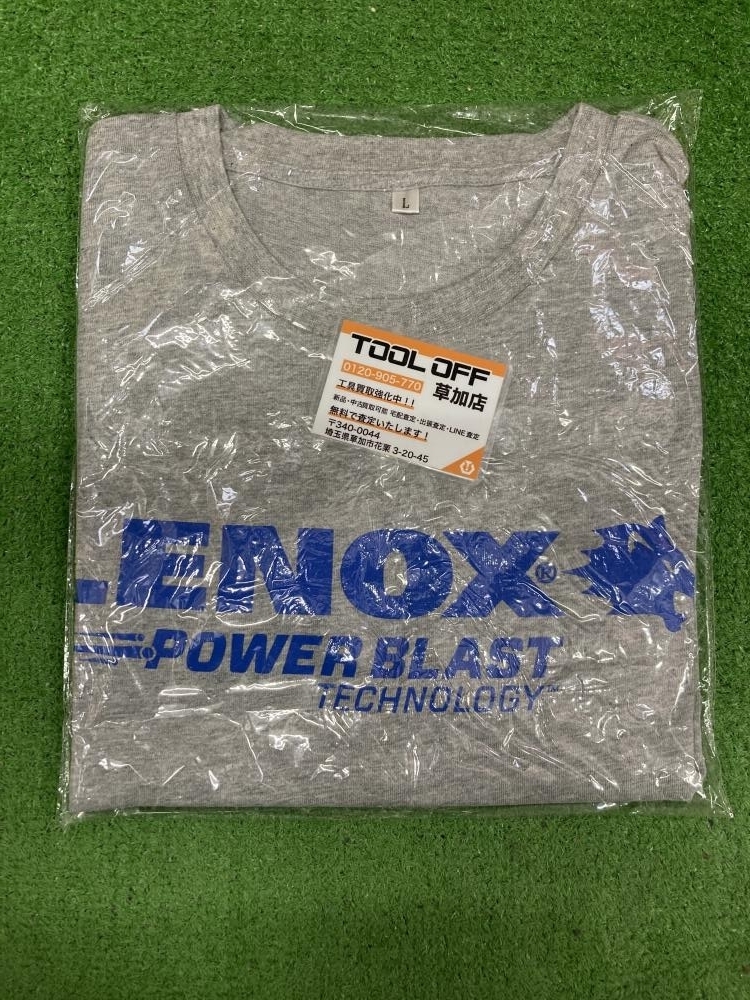 L
TOOL OFF
0120-905-770
草加店
工具買取強化中!!
新品・中古買取可能 宅配査定・出張査定・LINE査定
無料で査定いたします!
〒340-0044
埼玉県草加市花栗 3-20-45
LENOX®
POWER BLAST
TECHNOLOGY™